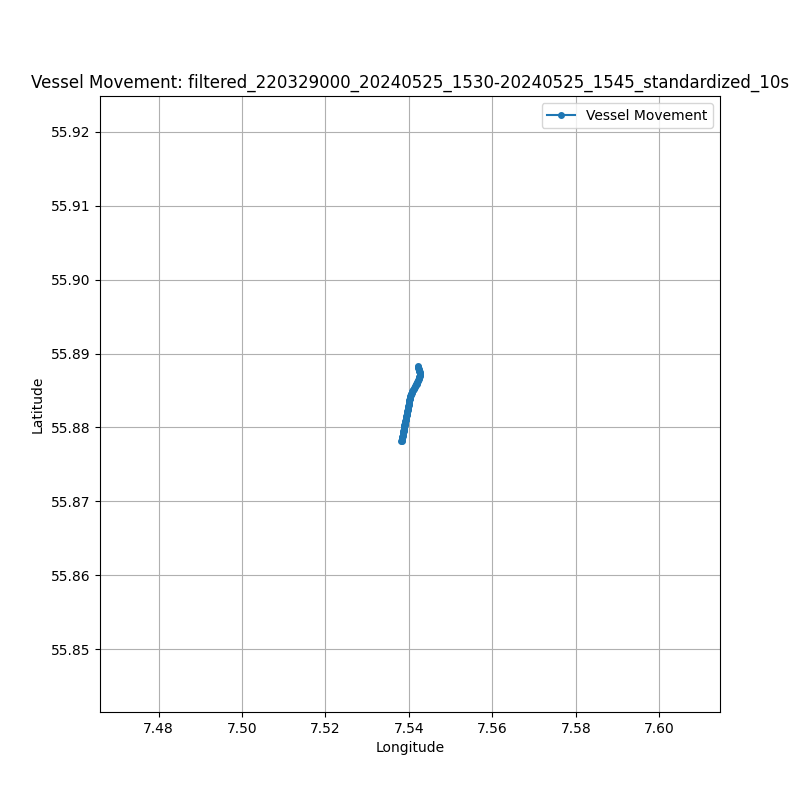 Vessel Movement: filtered_220329000_20240525_1530-20240525_1545_standardized_10s
Vessel Movement
55.92
55.91
55.90
55.89
55.88
55.87
55.86
55.85
Latitude
7.48 7.50 7.52 7.54 7.56 7.58 7.60
Longitude